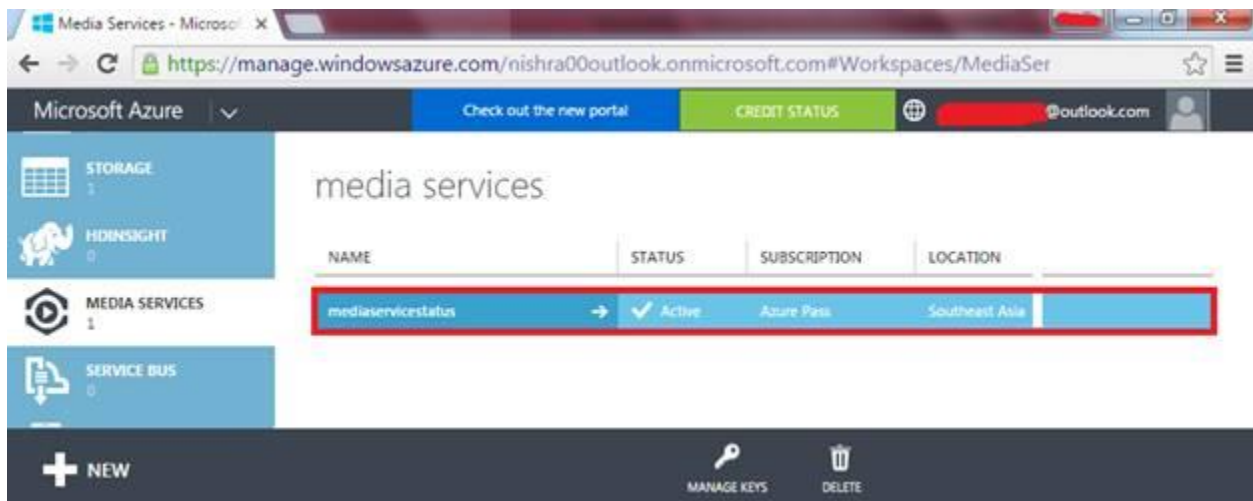 Media Services - Microso
https://manage.windowsazure.com/nishra00outlook.onmicrosoft.com#Workspaces/MediaSer
Microsoft Azure
Check out the new portal
CREDIT STATUS
@outlook.com
STORAGE
1
HDINSIGHT
0
MEDIA SERVICES
1
SERVICE BUS
0
media services
NAME STATUS SUBSCRIPTION LOCATION
mediaservicestatus Active Azure Pass Southeast Asia
NEW
MANAGE KEYS
DELETE